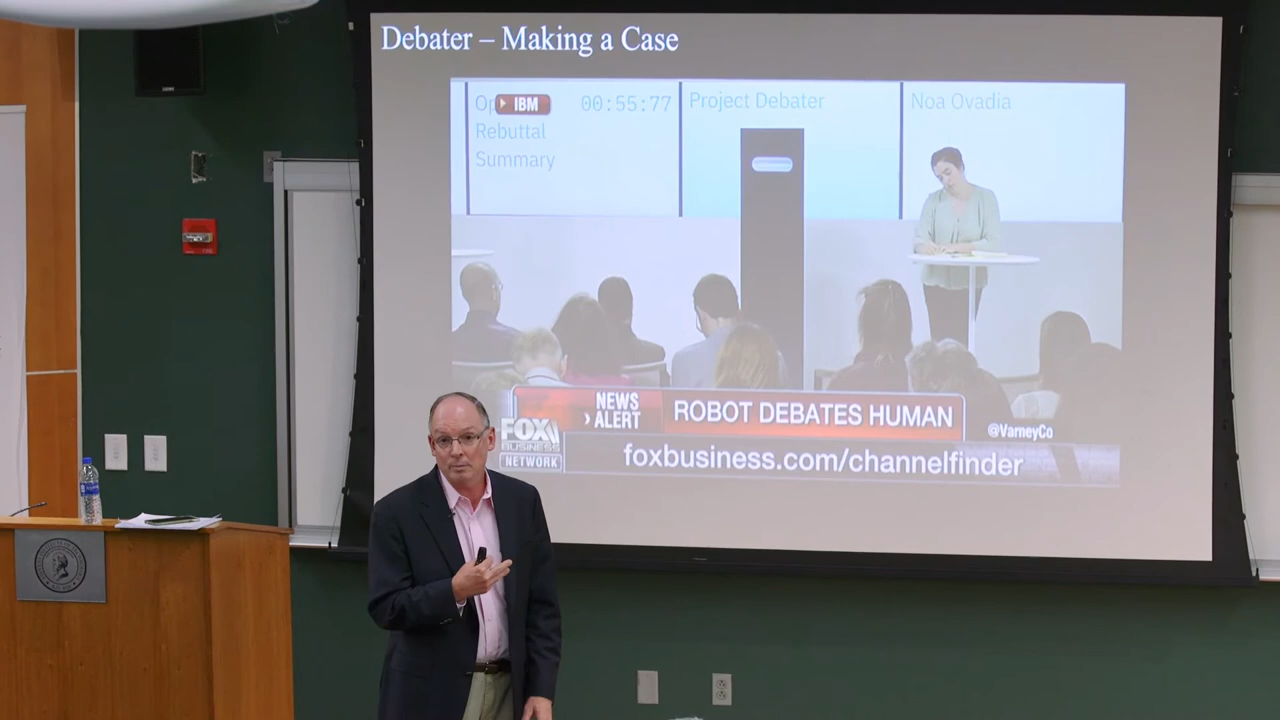 Debater – Making a Case
IBM
00:55:77
Rebuttal
Summary
Project Debater
Noa Ovadia
NEWS
ALERT
ROBOT DEBATES HUMAN
@VarneyCo
FOX
BUSINESS
NETWORK
foxbusiness.com/channelfinder